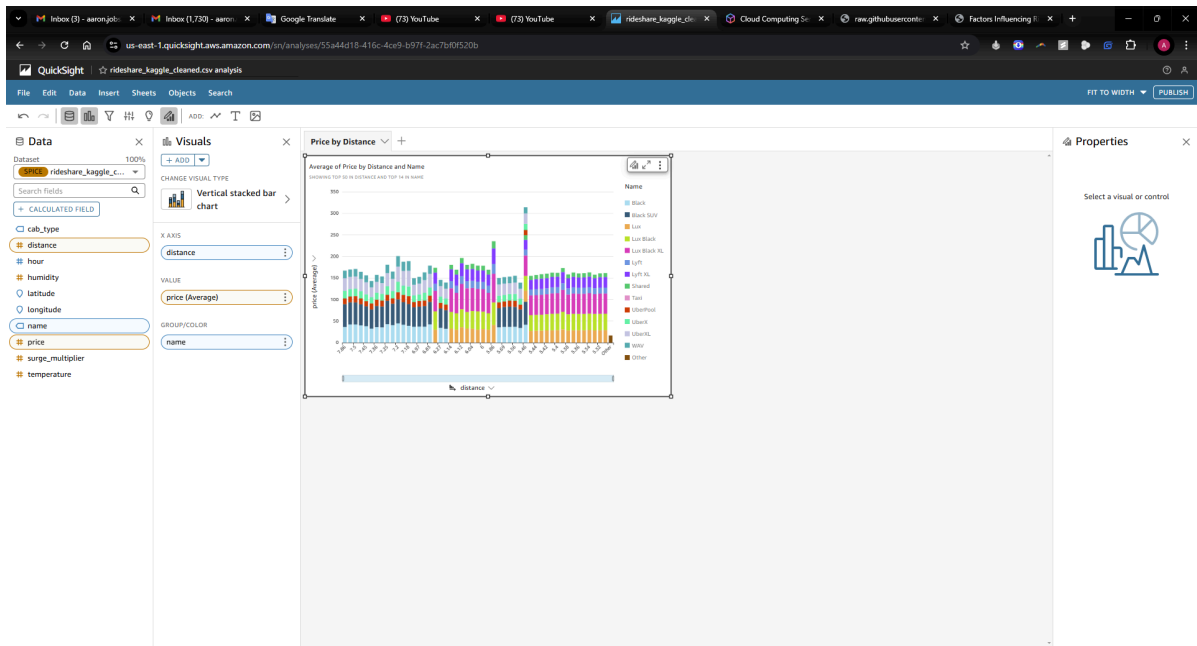 Inbox (3) - aaron.jobs
Inbox (1,730) - aaron.
Google Translate
(73) YouTube
(73) YouTube
rideshare_kaggle_cle
Cloud Computing Se
raw.githubusercontent
Factors Influencing Ri
us-east-1.quicksight.aws.amazon.com/sn/analyses/55a44d18-416c-4ce9-b97f-2ac7bf0f520b
A
QuickSight
rideshare_kaggle_cleaned.csv analysis
File Edit Data Insert Sheets Objects Search
FIT TO WIDTH
PUBLISH
ADD:
Data
Dataset
100%
SPICE rideshare_kaggle_c...
Search fields
+ CALCULATED FIELD
cab_type
# distance
# hour
# humidity
latitude
longitude
name
# price
# surge_multiplier
# temperature
Visuals
+ ADD
CHANGE VISUAL TYPE
Vertical stacked bar
chart
X AXIS
distance
VALUE
price (Average)
GROUP/COLOR
name
Price by Distance
Average of Price by Distance and Name
SHOWING TOP 50 IN DISTANCE AND TOP 14 IN NAME
price (Average)
350
300
250
200
150
100
50
0
distance
Name
Black
Black SUV
Lux
Lux Black
Lux Black XL
Lyft
Lyft XL
Shared
Taxi
UberPool
UberX
UberXL
WAV
Other
Properties
Select a visual or control